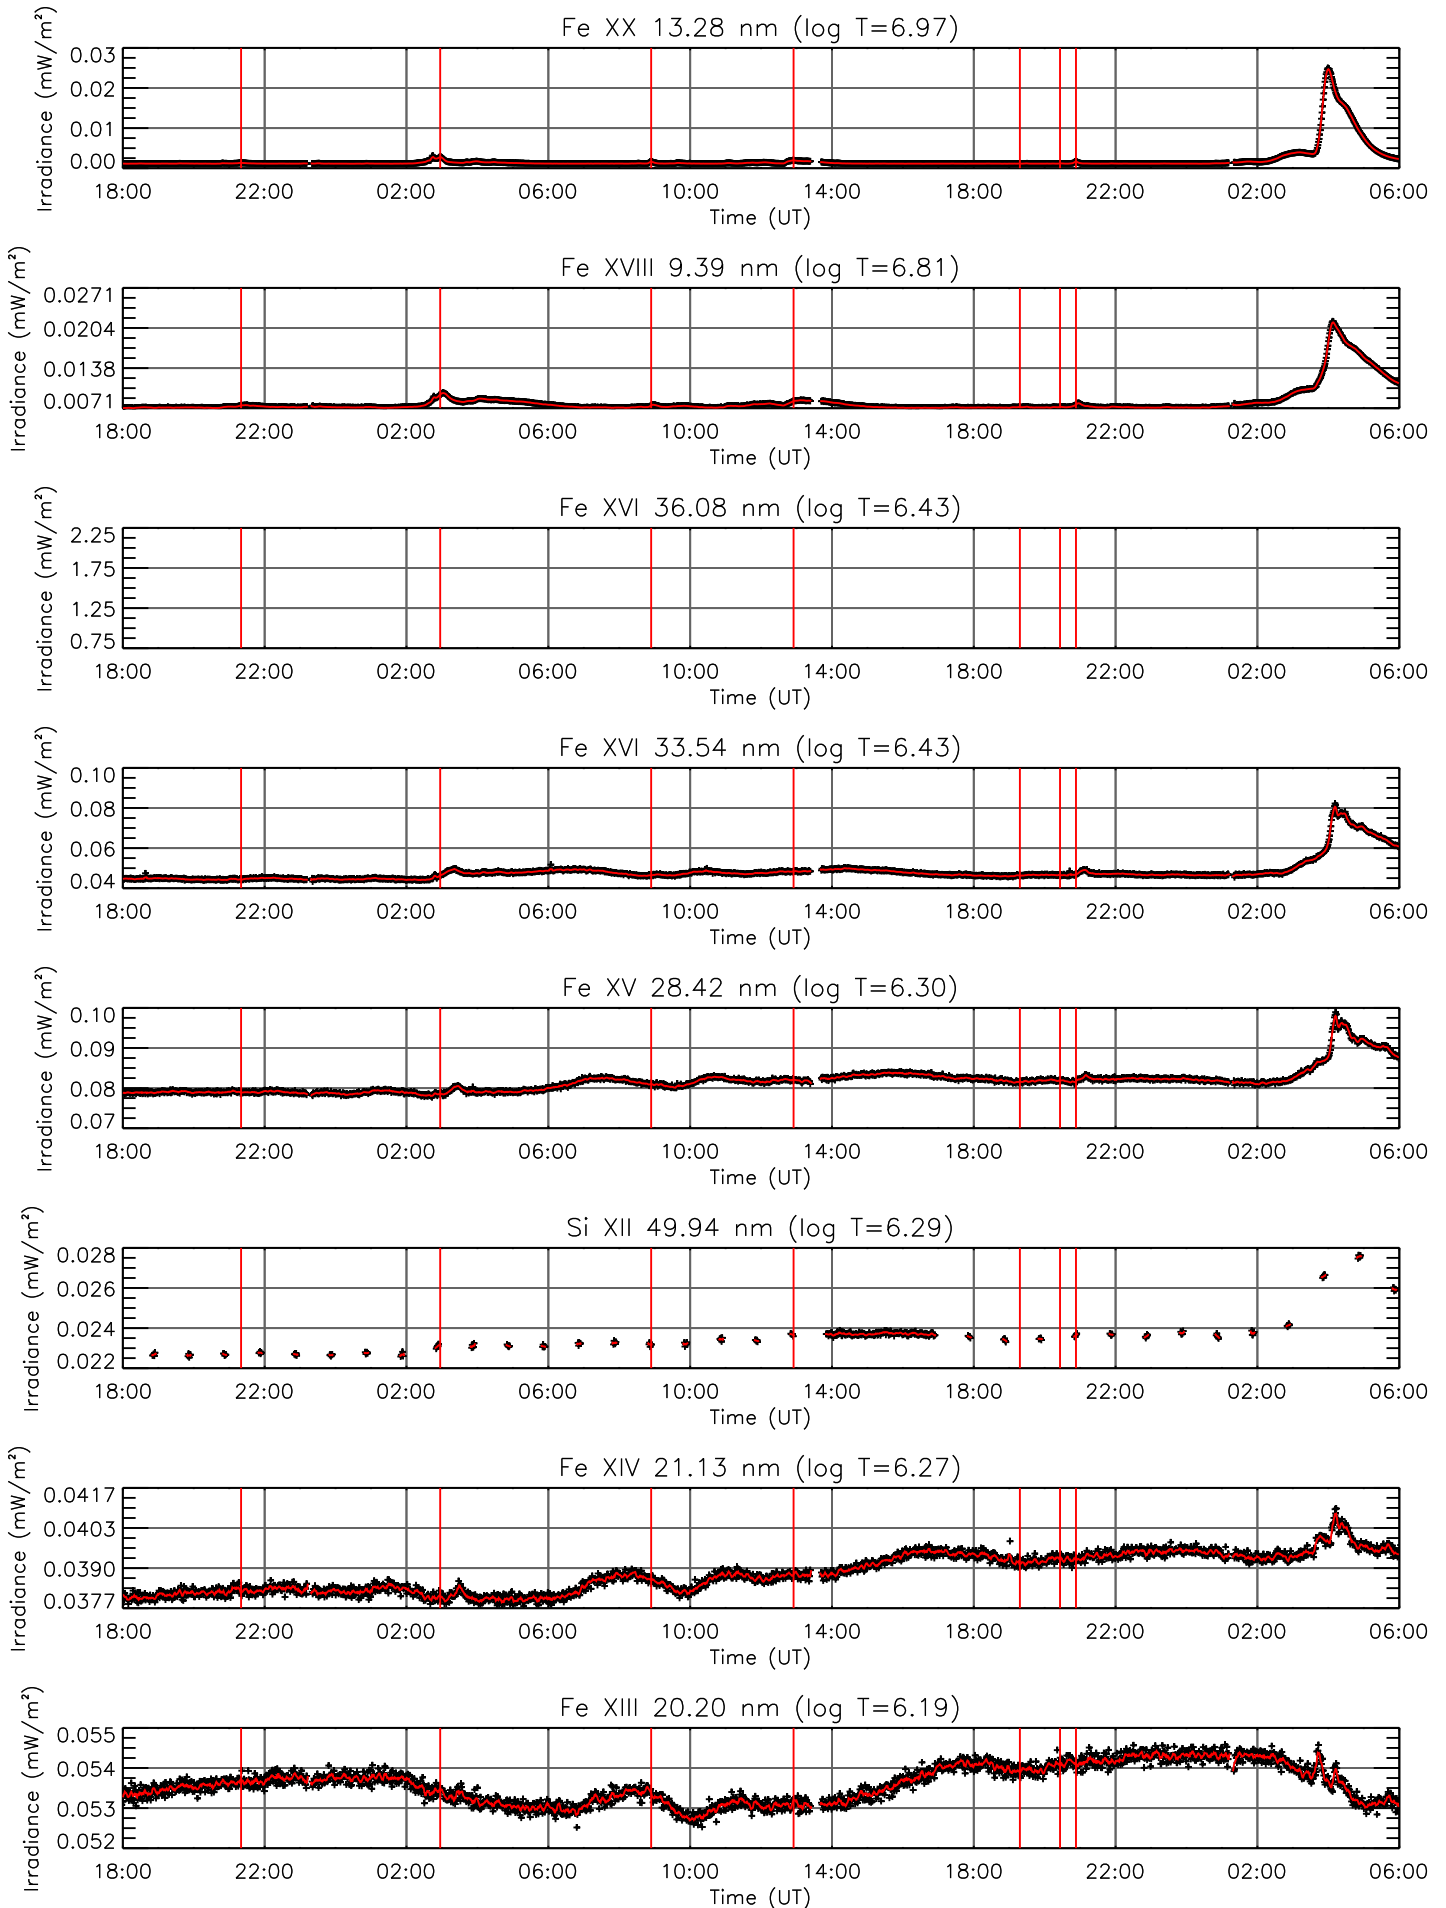 Fe XX 13.28 nm (log T=6.97)
Irradiance (mW/m²)
0.03
0.02
0.01
0.00
18:00 22:00 02:00 06:00 10:00 14:00 18:00 22:00 02:00 06:00
Time (UT)
Fe XVIII 9.39 nm (log T=6.81)
Irradiance (mW/m²)
0.0271
0.0204
0.0138
0.0071
18:00 22:00 02:00 06:00 10:00 14:00 18:00 22:00 02:00 06:00
Time (UT)
Fe XVI 36.08 nm (log T=6.43)
Irradiance (mW/m²)
2.25
1.75
1.25
0.75
18:00 22:00 02:00 06:00 10:00 14:00 18:00 22:00 02:00 06:00
Time (UT)
Fe XVI 33.54 nm (log T=6.43)
Irradiance (mW/m²)
0.10
0.08
0.06
0.04
18:00 22:00 02:00 06:00 10:00 14:00 18:00 22:00 02:00 06:00
Time (UT)
Fe XV 28.42 nm (log T=6.30)
Irradiance (mW/m²)
0.10
0.09
0.08
0.07
18:00 22:00 02:00 06:00 10:00 14:00 18:00 22:00 02:00 06:00
Time (UT)
Si XII 49.94 nm (log T=6.29)
Irradiance (mW/m²)
0.028
0.026
0.024
0.022
18:00 22:00 02:00 06:00 10:00 14:00 18:00 22:00 02:00 06:00
Time (UT)
Fe XIV 21.13 nm (log T=6.27)
Irradiance (mW/m²)
0.0417
0.0403
0.0390
0.0377
18:00 22:00 02:00 06:00 10:00 14:00 18:00 22:00 02:00 06:00
Time (UT)
Fe XIII 20.20 nm (log T=6.19)
Irradiance (mW/m²)
0.055
0.054
0.053
0.052
18:00 22:00 02:00 06:00 10:00 14:00 18:00 22:00 02:00 06:00
Time (UT)